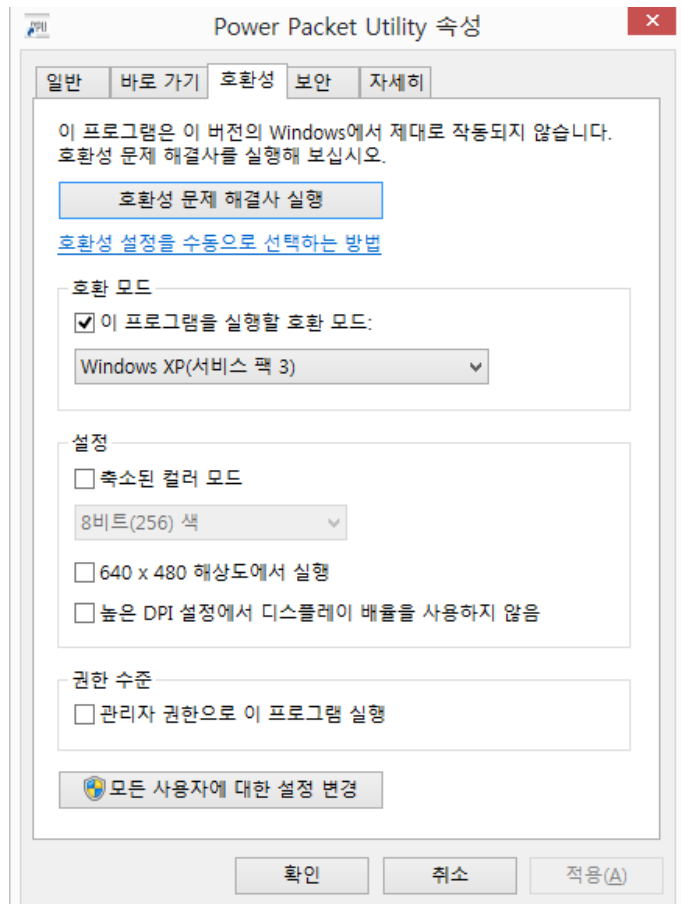 PPU
Power Packet Utility 속성
일반 바로 가기 호환성 보안 자세히
이 프로그램은 이 버전의 Windows에서 제대로 작동되지 않습니다.
호환성 문제 해결사를 실행해 보십시오.
호환성 문제 해결사 실행
호환성 설정을 수동으로 선택하는 방법
호환 모드
이 프로그램을 실행할 호환 모드:
Windows XP(서비스 팩 3)
설정
축소된 컬러 모드
8비트(256) 색
640 x 480 해상도에서 실행
높은 DPI 설정에서 디스플레이 배율을 사용하지 않음
권한 수준
관리자 권한으로 이 프로그램 실행
모든 사용자에 대한 설정 변경
확인 취소 적용(A)